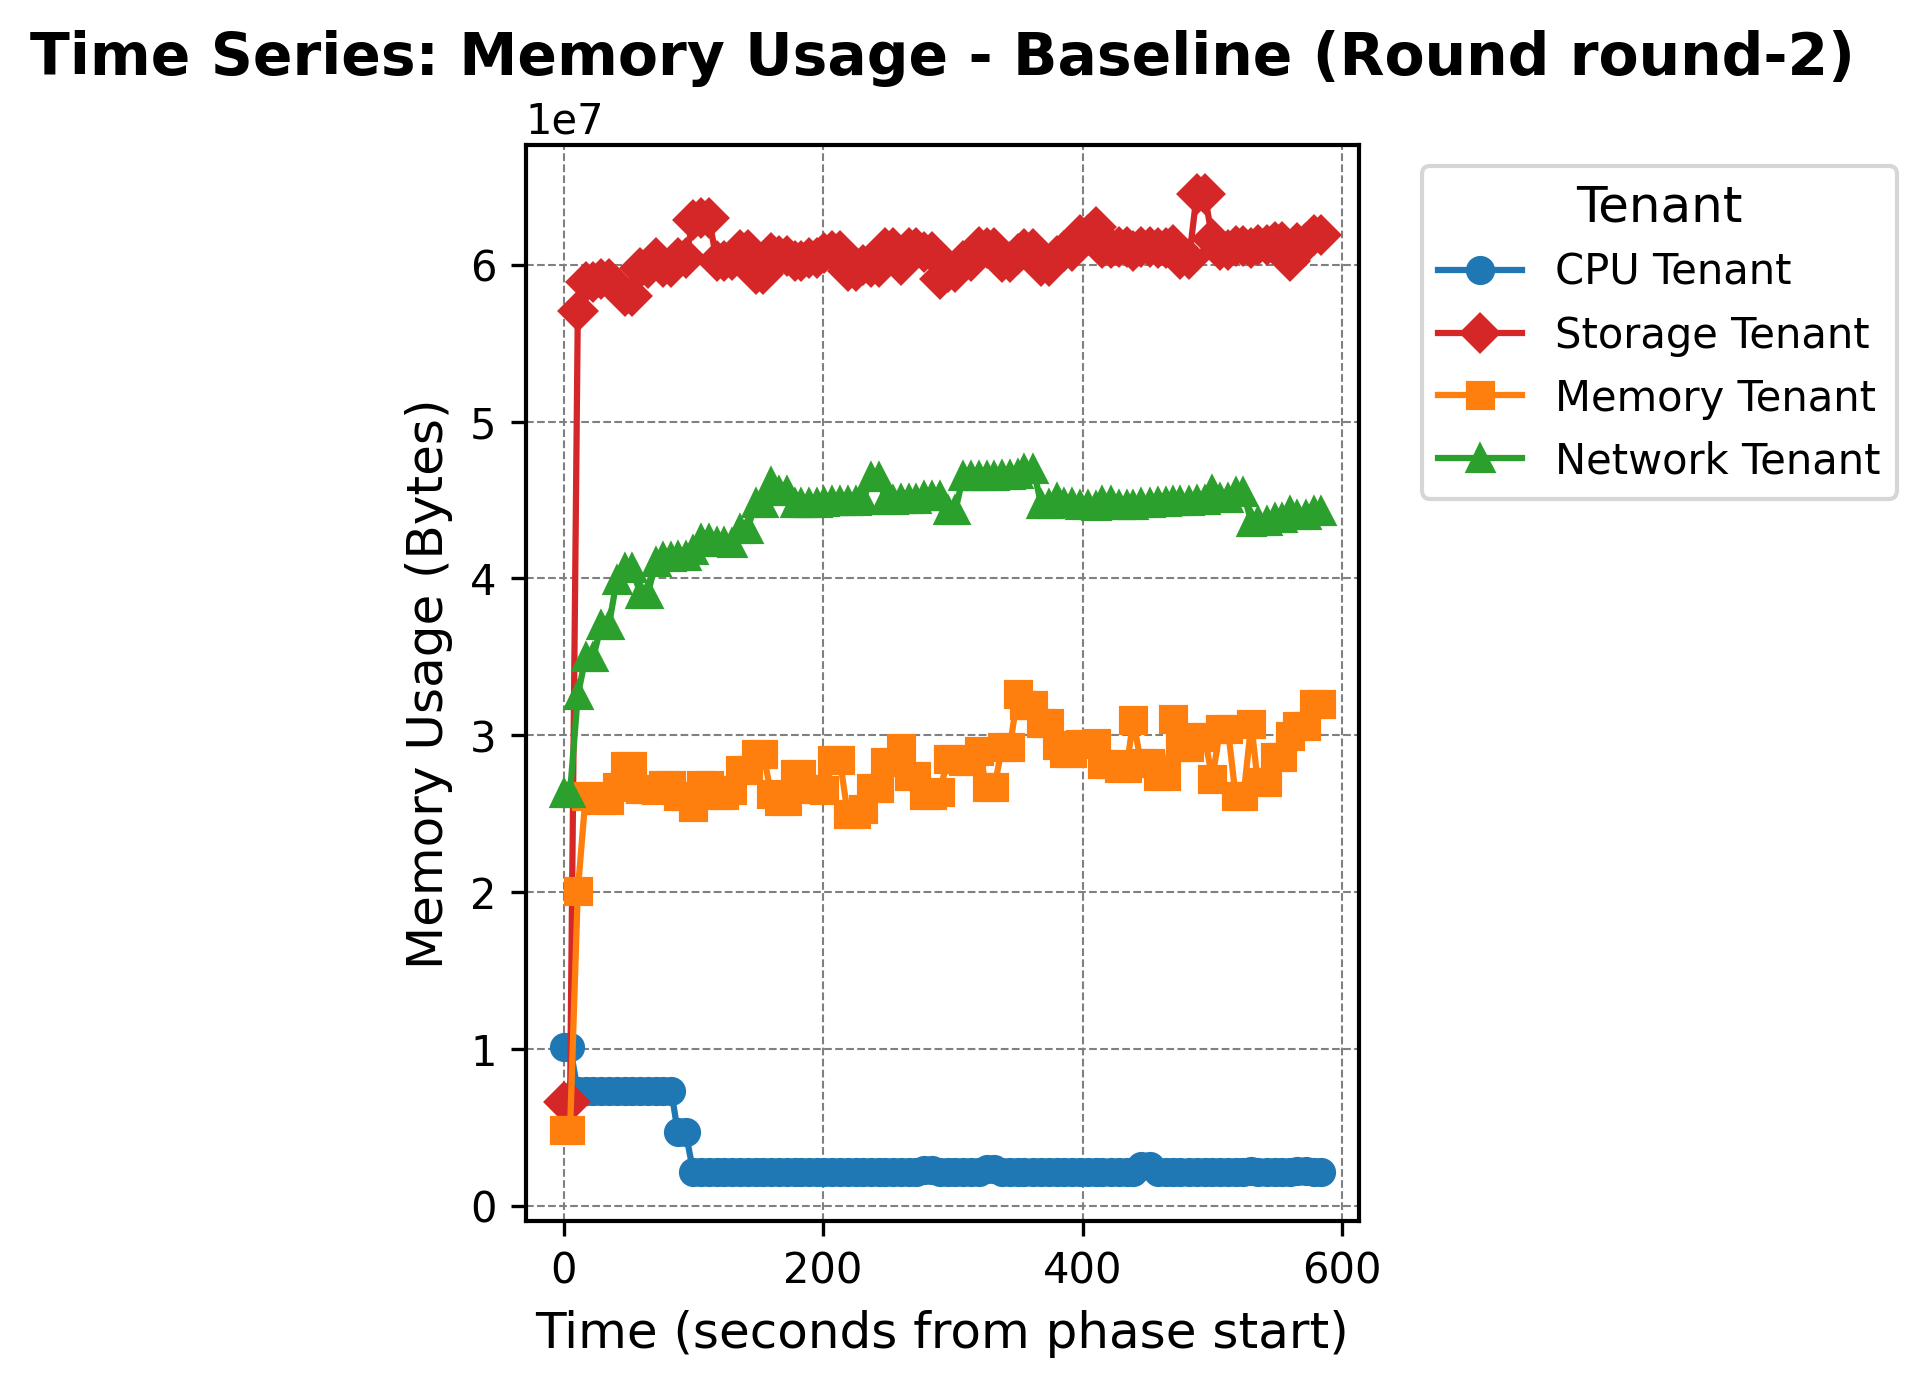 Time Series: Memory Usage - Baseline (Round round-2)
1e7
Tenant
CPU Tenant
Storage Tenant
Memory Tenant
Network Tenant
Memory Usage (Bytes)
6
5
4
3
2
1
0
0 200 400 600
Time (seconds from phase start)